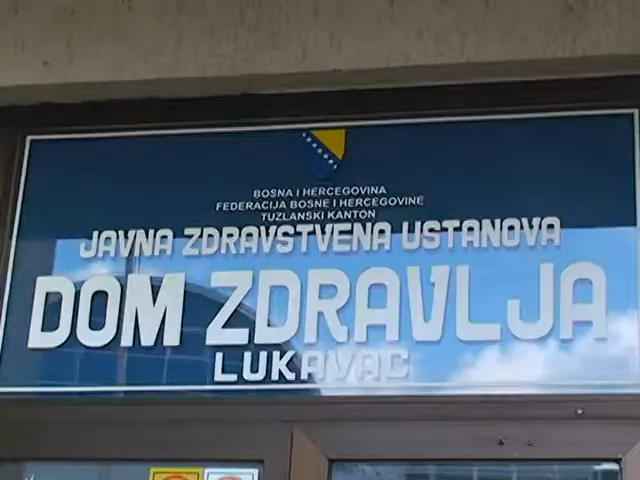 BOSNA I HERCEGOVINA
FEDERACIJA BOSNE I HERCEGOVINE
TUZLANSKI KANTON
JAVNA ZDRAVSTVENA USTANOVA
DOM ZDRAVLJA
LUKAVAC